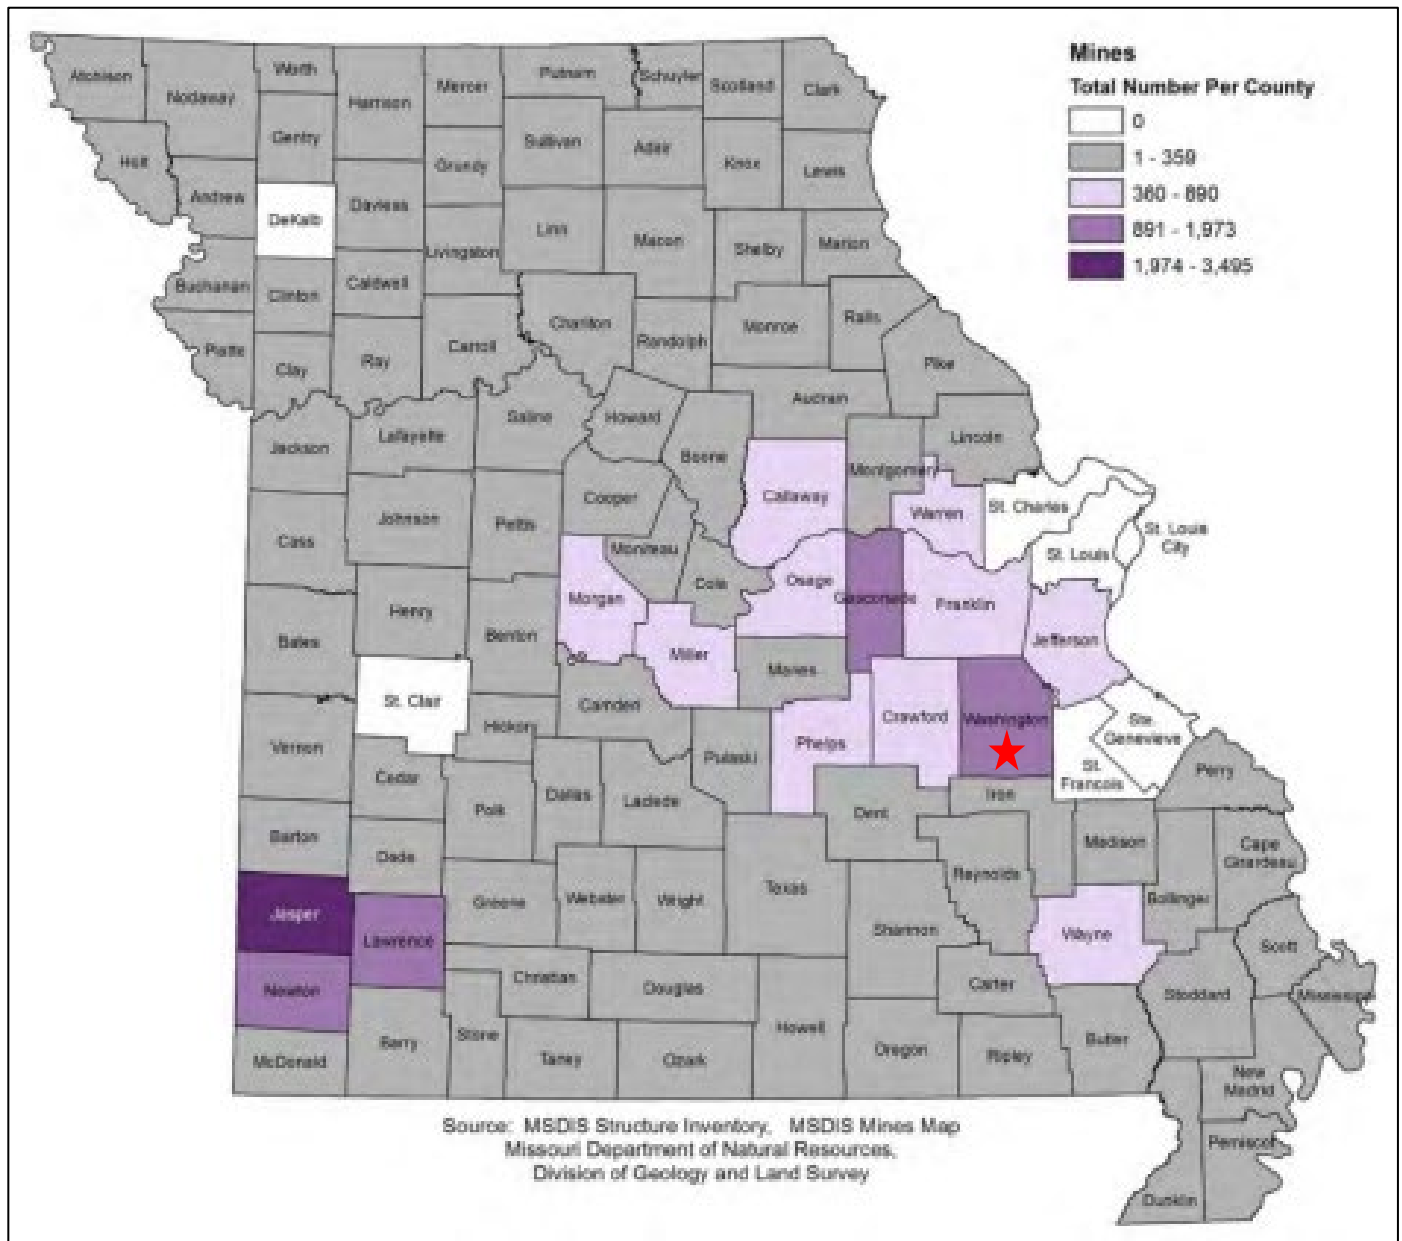 Mines
Total Number Per County
0
1 - 359
360 - 890
891 - 1,973
1,974 - 3,495
Atchison
Nodaway
Worth
Harrison
Mercer
Putnam
Schuyler
Scotland
Clark
Gentry
Sullivan
Adair
Knox
Lewis
Holt
Andrew
DeKalb
Daviess
Grundy
Linn
Macon
Shelby
Marion
Livingston
Buchanan
Clinton
Caldwell
Chariton
Randolph
Monroe
Ralls
Platte
Clay
Ray
Carroll
Pike
Audrain
Saline
Howard
Jackson
Lafayette
Boone
Montgomery
Lincoln
Callaway
Cooper
Warren
St. Charles
Johnson
Pettis
Cass
Moniteau
St. Louis
St. Louis
City
Cole
Osage
Gasconade
Franklin
Morgan
Henry
Benton
Bates
Miller
Maries
Jefferson
St. Clair
Camden
Hickory
Phelps
Crawford
Washington
Ste.
Genevieve
Vernon
Pulaski
St.
Francois
Perry
Cedar
Dallas
Laclede
Iron
Polk
Dent
Barton
Dade
Madison
Cape
Girardeau
Reynolds
Texas
Jasper
Greene
Webster
Wright
Bollinger
Lawrence
Shannon
Wayne
Scott
Christian
Douglas
Carter
Newton
Stoddard
Mississippi
Howell
Stone
Barry
Taney
Ozark
Oregon
Ripley
Butler
McDonald
New
Madrid
Pemiscot
Dunklin
Source: MSDIS Structure Inventory, MSDIS Mines Map
Missouri Department of Natural Resources,
Division of Geology and Land Survey